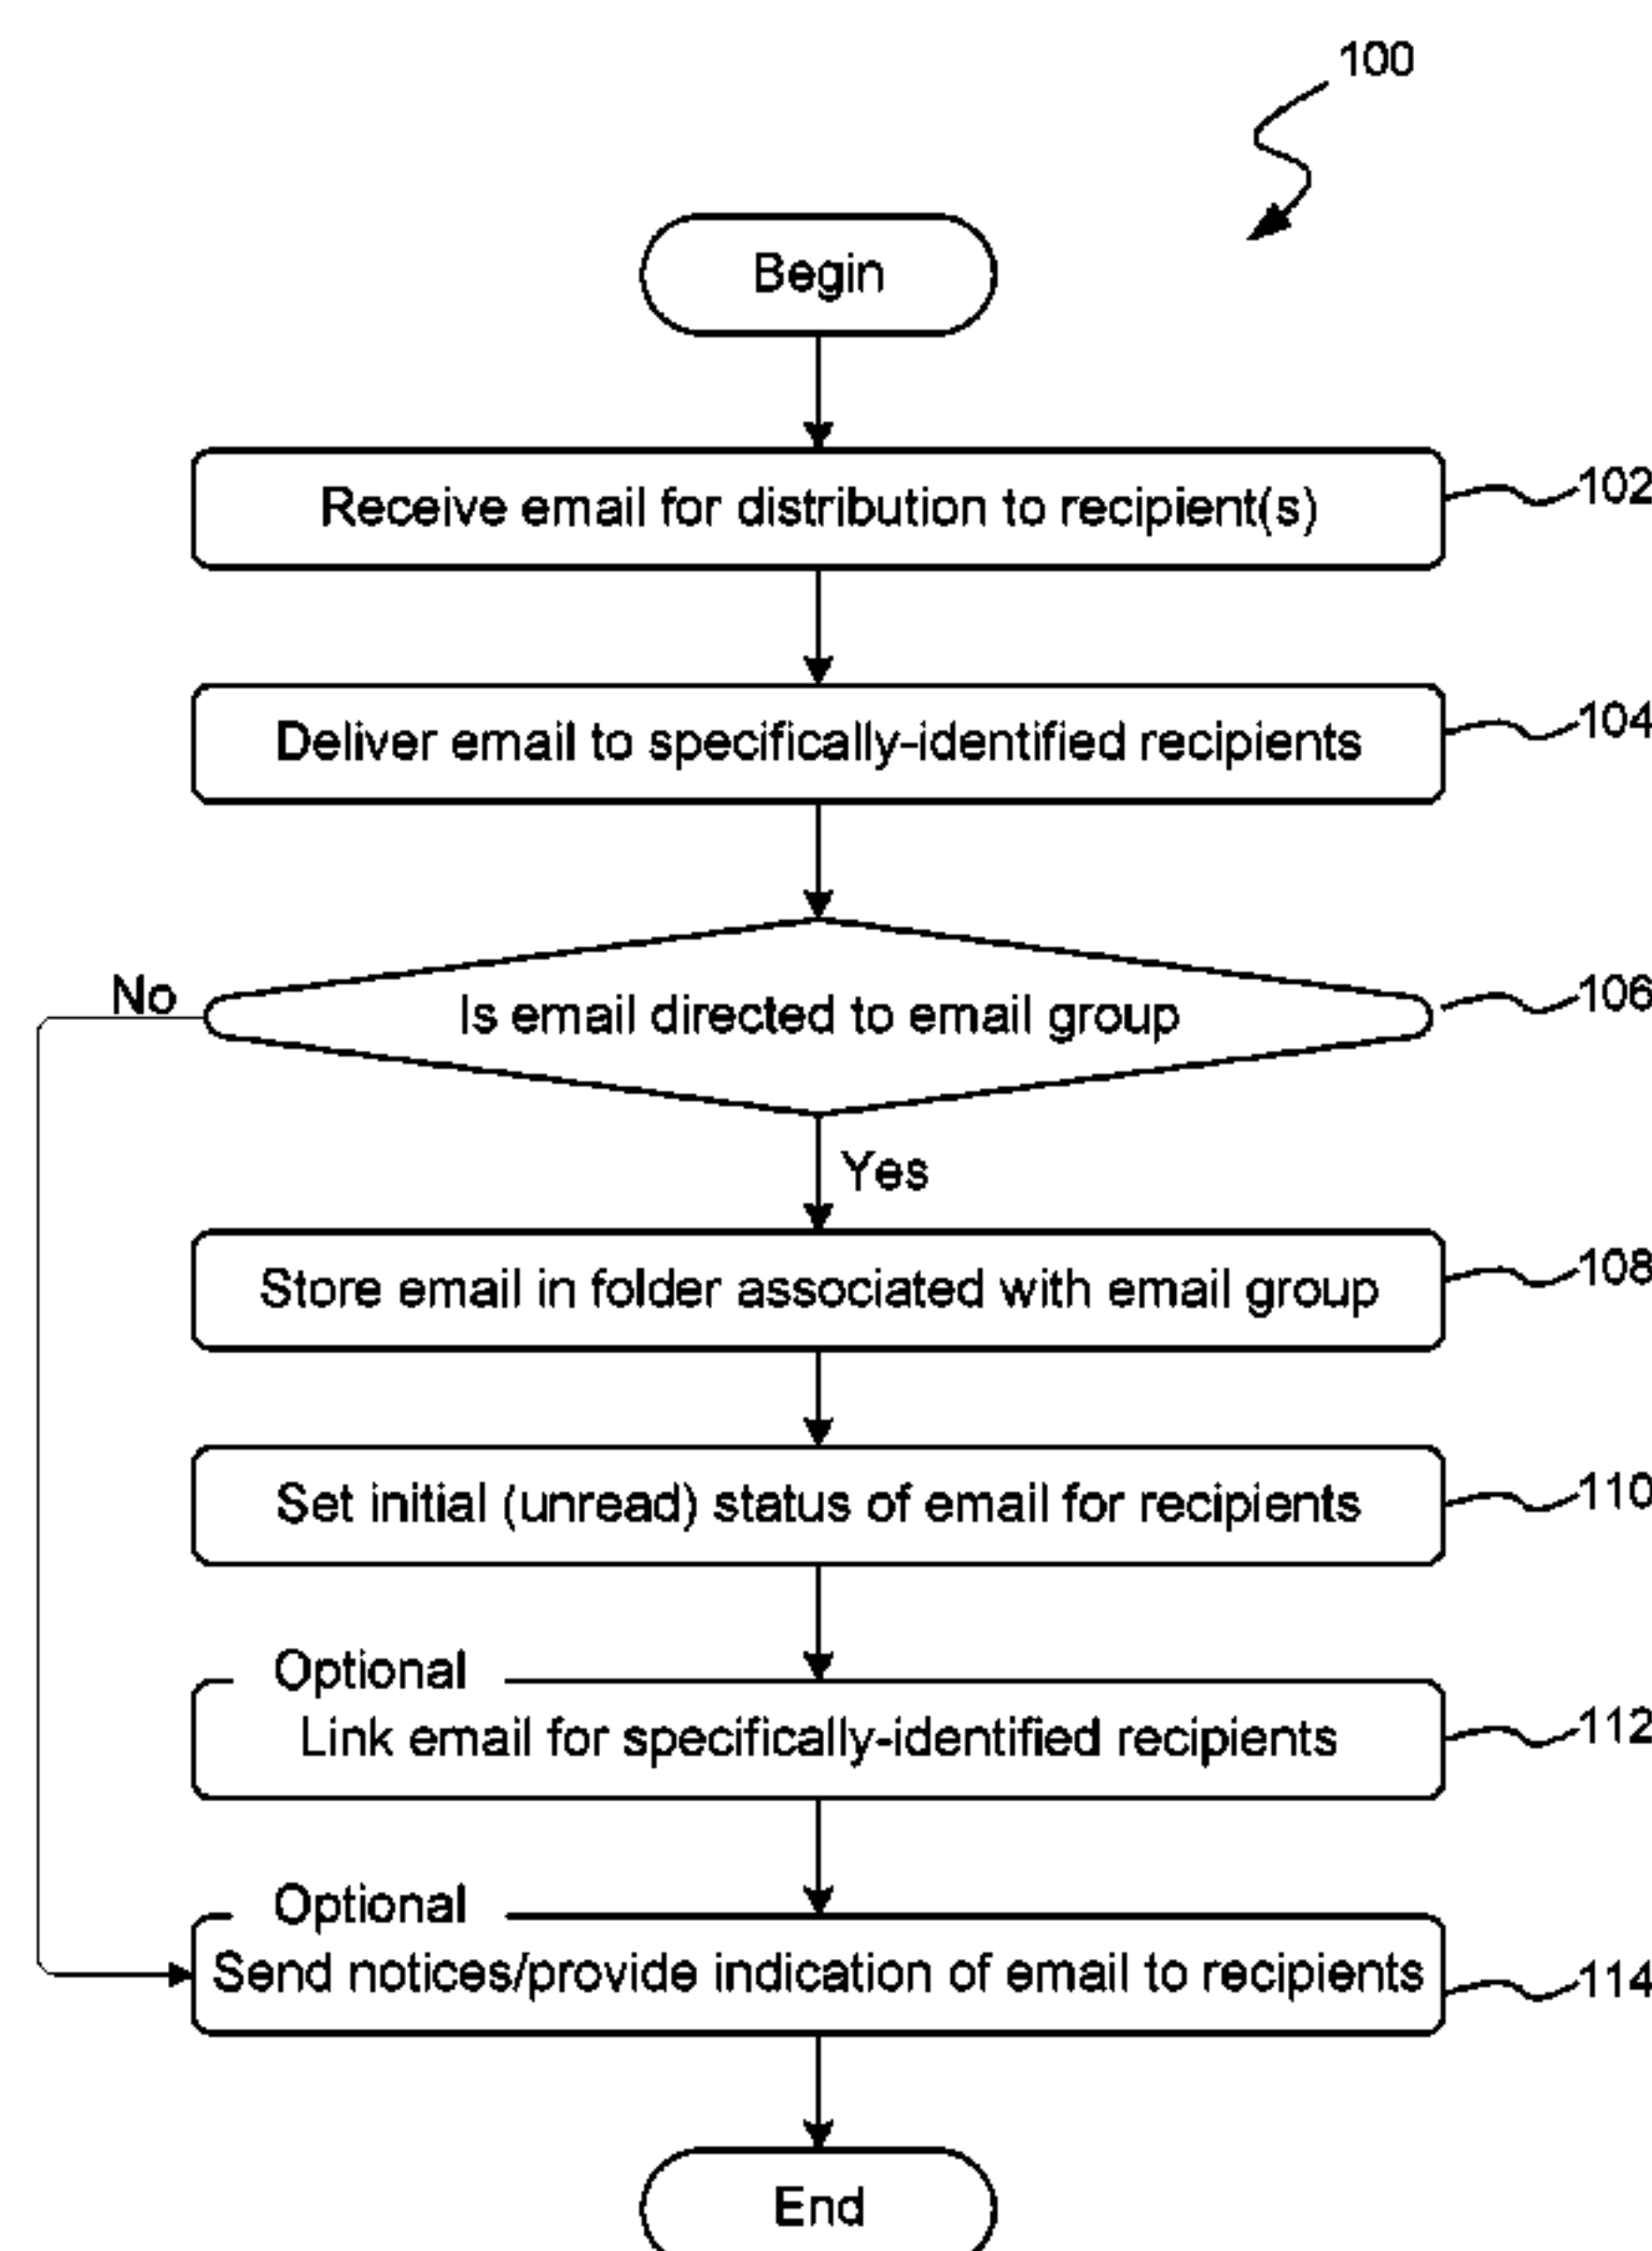 100
Begin
Receive email for distribution to recipient(s)
102
Deliver email to specifically-identified recipients
104
No
Is email directed to email group
106
Yes
Store email in folder associated with email group
108
Set initial (unread) status of email for recipients
110
Optional
Link email for specifically-identified recipients
112
Optional
Send notices/provide indication of email to recipients
114
End